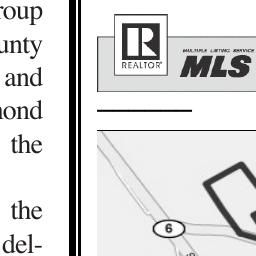 roup
unty
and
mond
the
the
del-
R
REALTOR®
MULTIPLE LISTING SERVICE
MLS
6